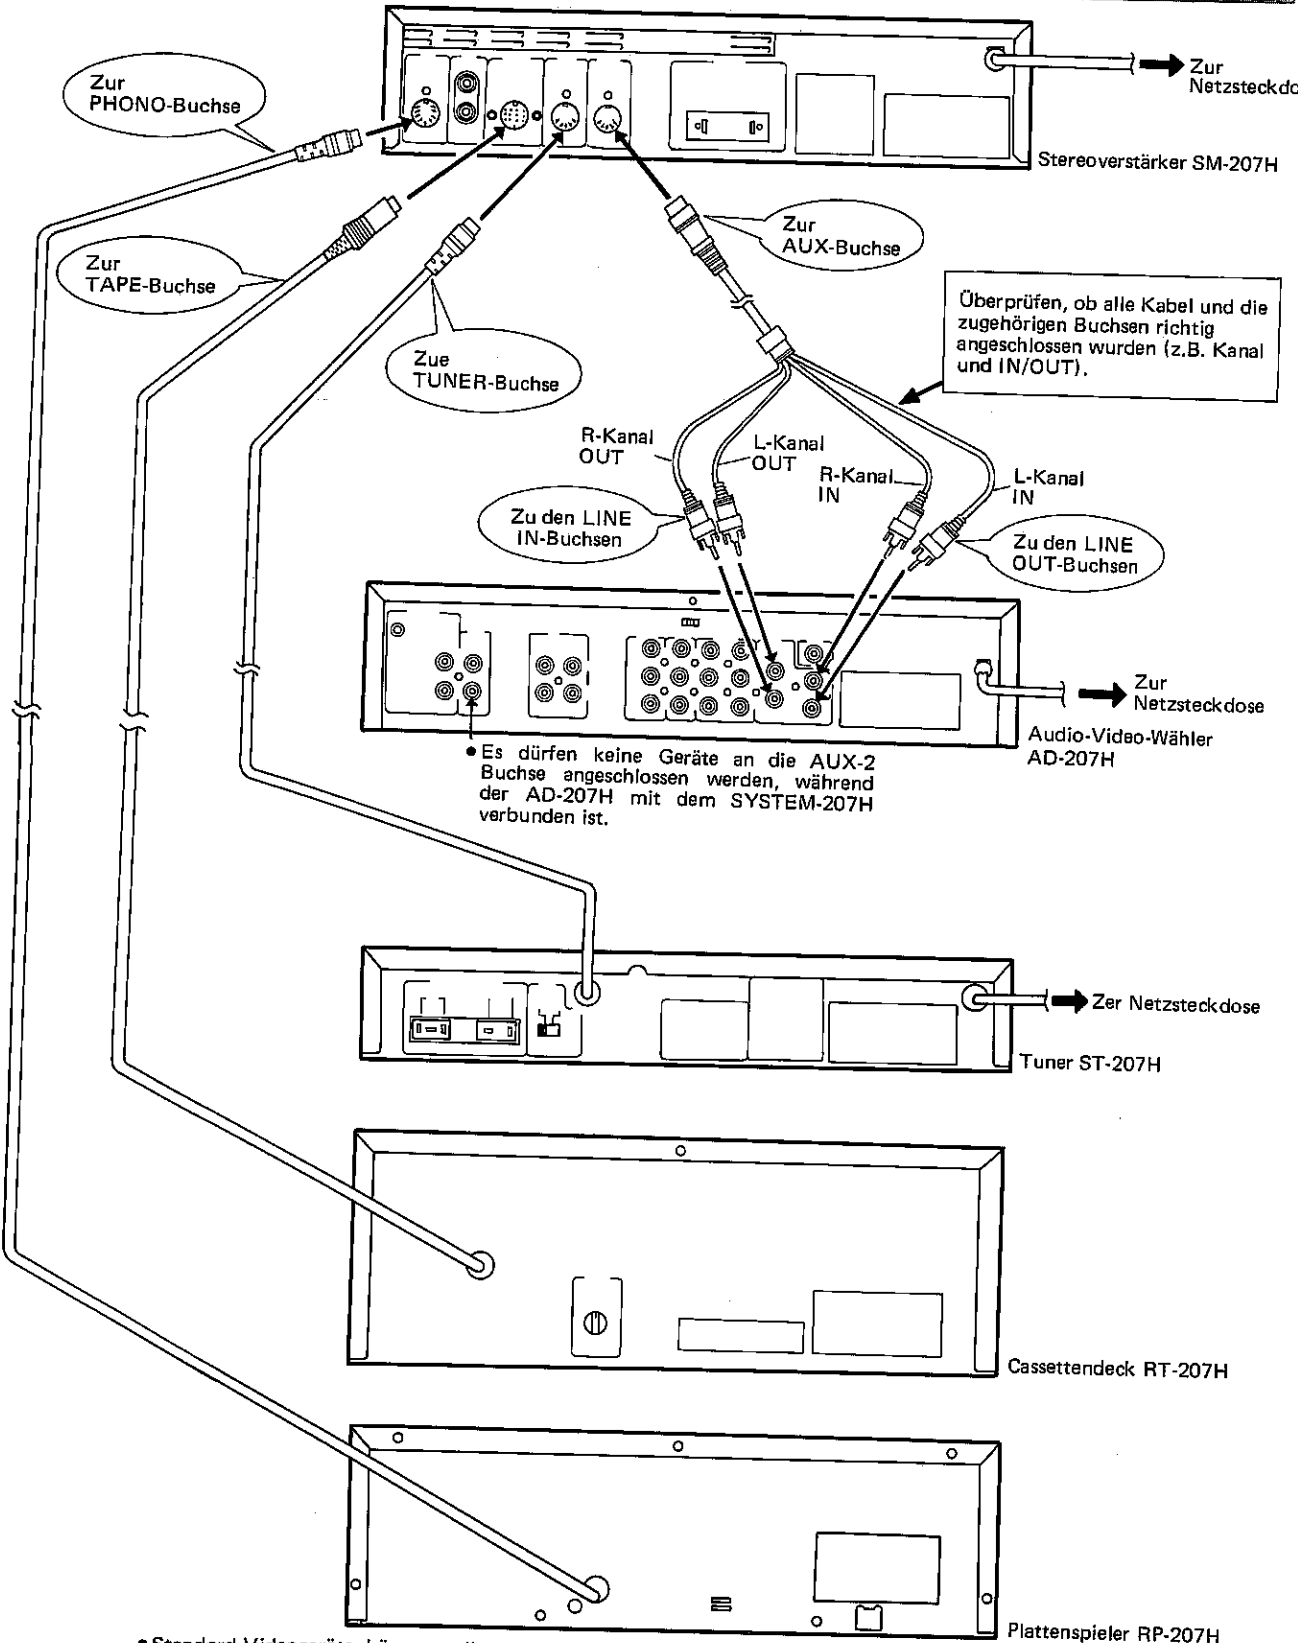 Zur
PHONO-Buchse
Zur
Stereoverstärker SM-207H
Zur
TAPE-Buchse
Zur
AUX-Buchse
Zue
TUNER-Buchse
Überprüfen, ob alle Kabel und die
zugehörigen Buchsen richtig
angeschlossen wurden (z.B. Kanal
und IN/OUT).
R-Kanal
OUT
L-Kanal
OUT
R-Kanal
IN
L-Kanal
IN
Zu den LINE
IN-Buchsen
Zu den LINE
OUT-Buchsen
Zur
Netzsteckdose
Audio-Video-Wähler
AD-207H
● Es dürfen keine Geräte an die AUX-2
Buchse angeschlossen werden, während
der AD-207H mit dem SYSTEM-207H
verbunden ist.
Zer Netzsteckdose
Tuner ST-207H
Cassettendeck RT-207H
Plattenspieler RP-207H